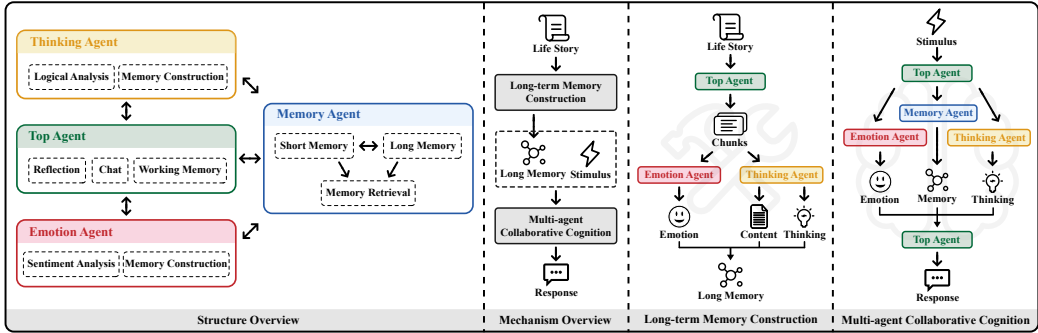 Thinking Agent
Logical Analysis
Memory Construction
Top Agent
Reflection
Chat
Working Memory
Emotion Agent
Sentiment Analysis
Memory Construction
Memory Agent
Short Memory
Long Memory
Memory Retrieval
Structure Overview
Life Story
Long-term Memory
Construction
Long Memory
Stimulus
Multi-agent
Collaborative Cognition
Response
Mechanism Overview
Life Story
Top Agent
Chunks
Emotion Agent
Thinking Agent
Emotion
Content
Thinking
Long Memory
Long-term Memory Construction
Stimulus
Top Agent
Memory Agent
Emotion Agent
Thinking Agent
Emotion
Memory
Thinking
Top Agent
Response
Multi-agent Collaborative Cognition